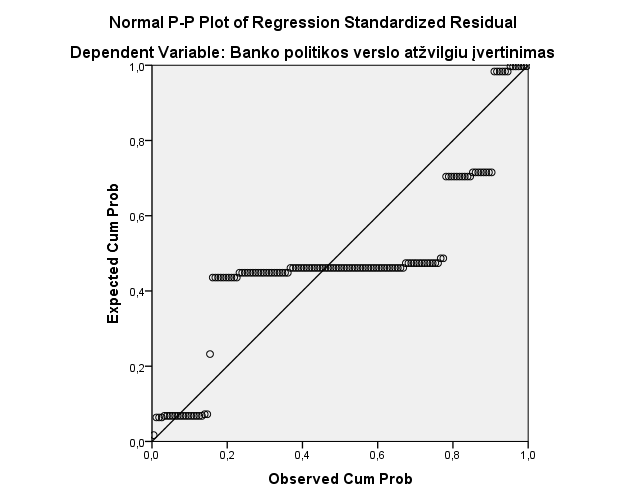 Normal P-P Plot of Regression Standardized Residual
Dependent Variable: Banko politikos verslo atžvilgiu įvertinimas
1,0
0,8
0,6
0,4
0,2
0,0
Expected Cum Prob
0,0 0,2 0,4 0,6 0,8 1,0
Observed Cum Prob